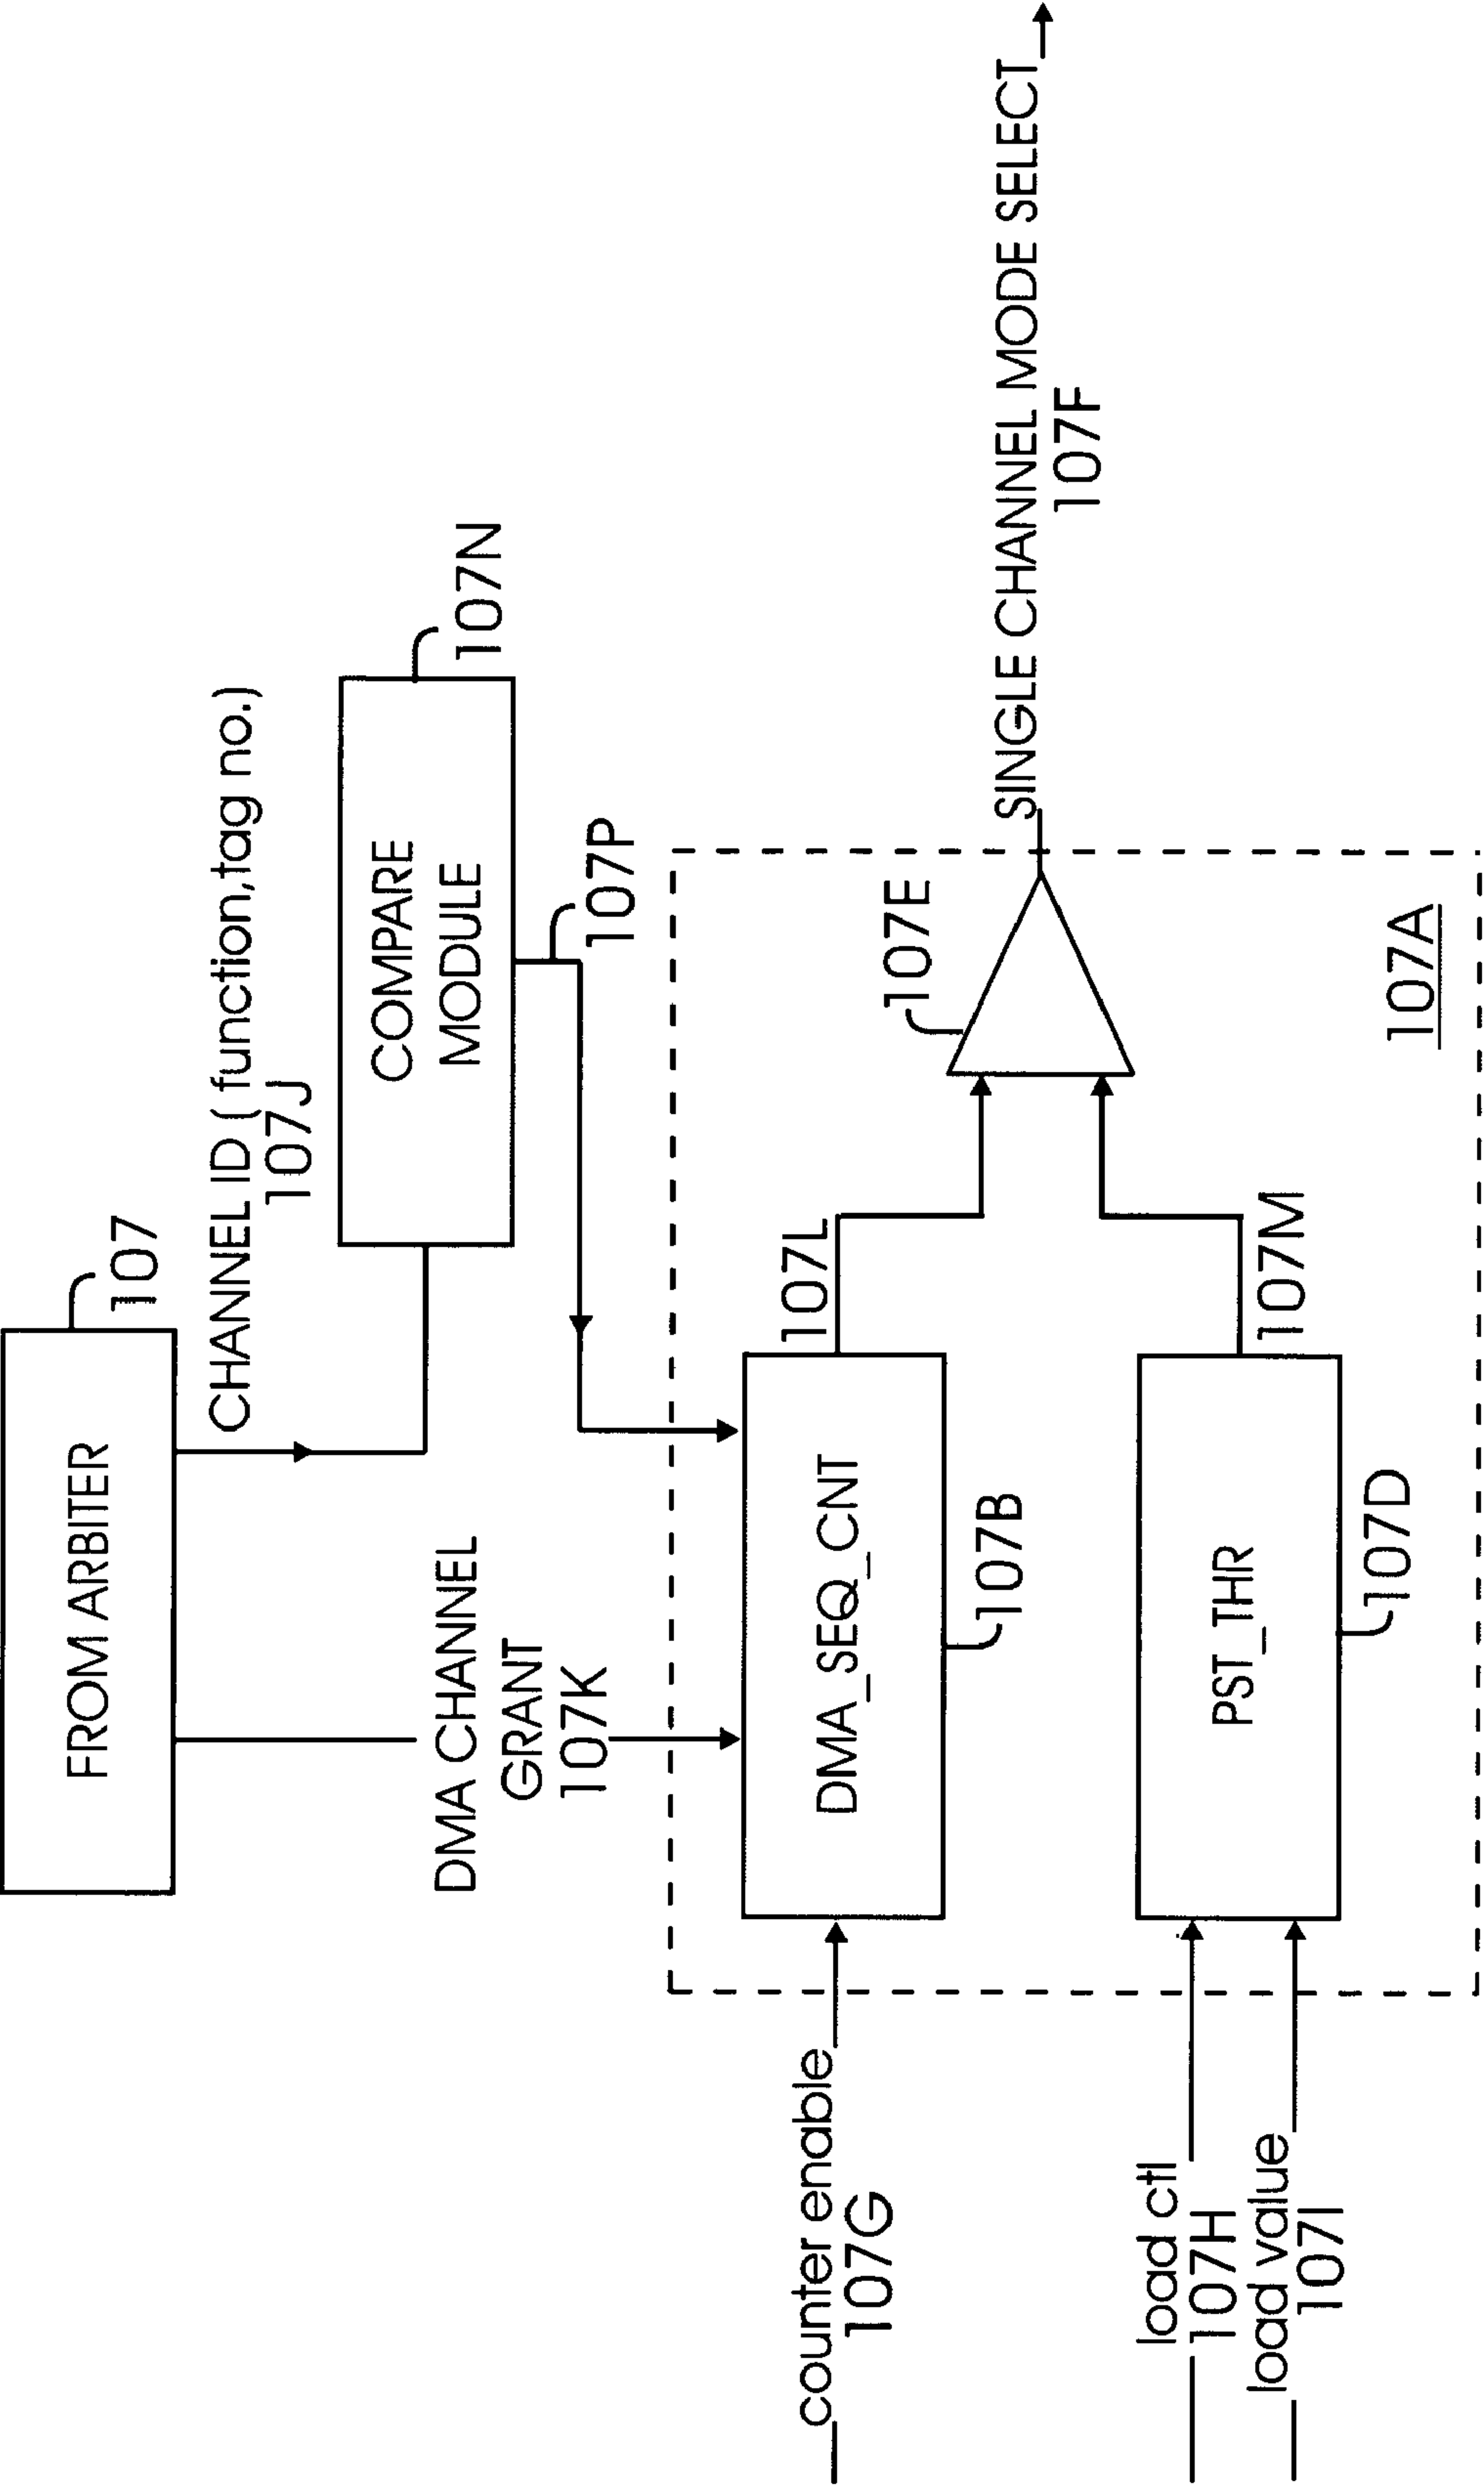 FROM ARBITER
107
CHANNEL ID ( function,tag no.)
107J
DMA CHANNEL
GRANT
107K
COMPARE
MODULE
107N
107P
counter enable
107G
DMA_SEQ_CNT
107B
107L
107E
SINGLE CHANNEL MODE SELECT
107F
load ctl
107H
load value
107I
PST_THR
107D
107M
107A